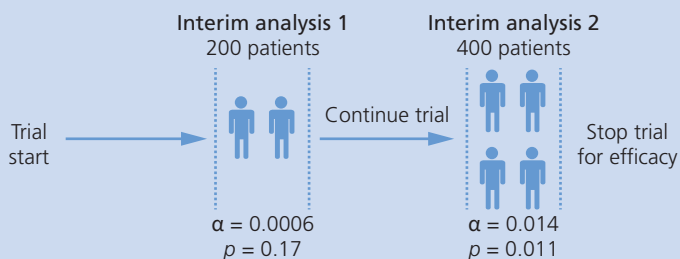 Interim analysis 1
200 patients
Interim analysis 2
400 patients
Trial
start
Continue trial
Stop trial
for efficacy
α = 0.0006
p = 0.17
α = 0.014
p = 0.011